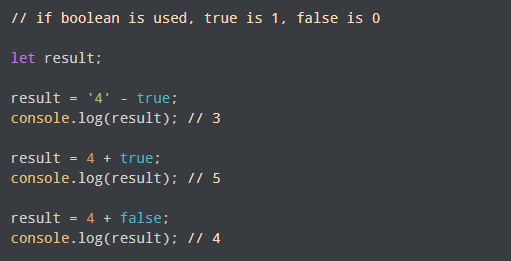 // if boolean is used, true is 1, false is 0
let result;
result = '4' - true;
console.log(result); // 3
result = 4 + true;
console.log(result); // 5
result = 4 + false;
console.log(result); // 4